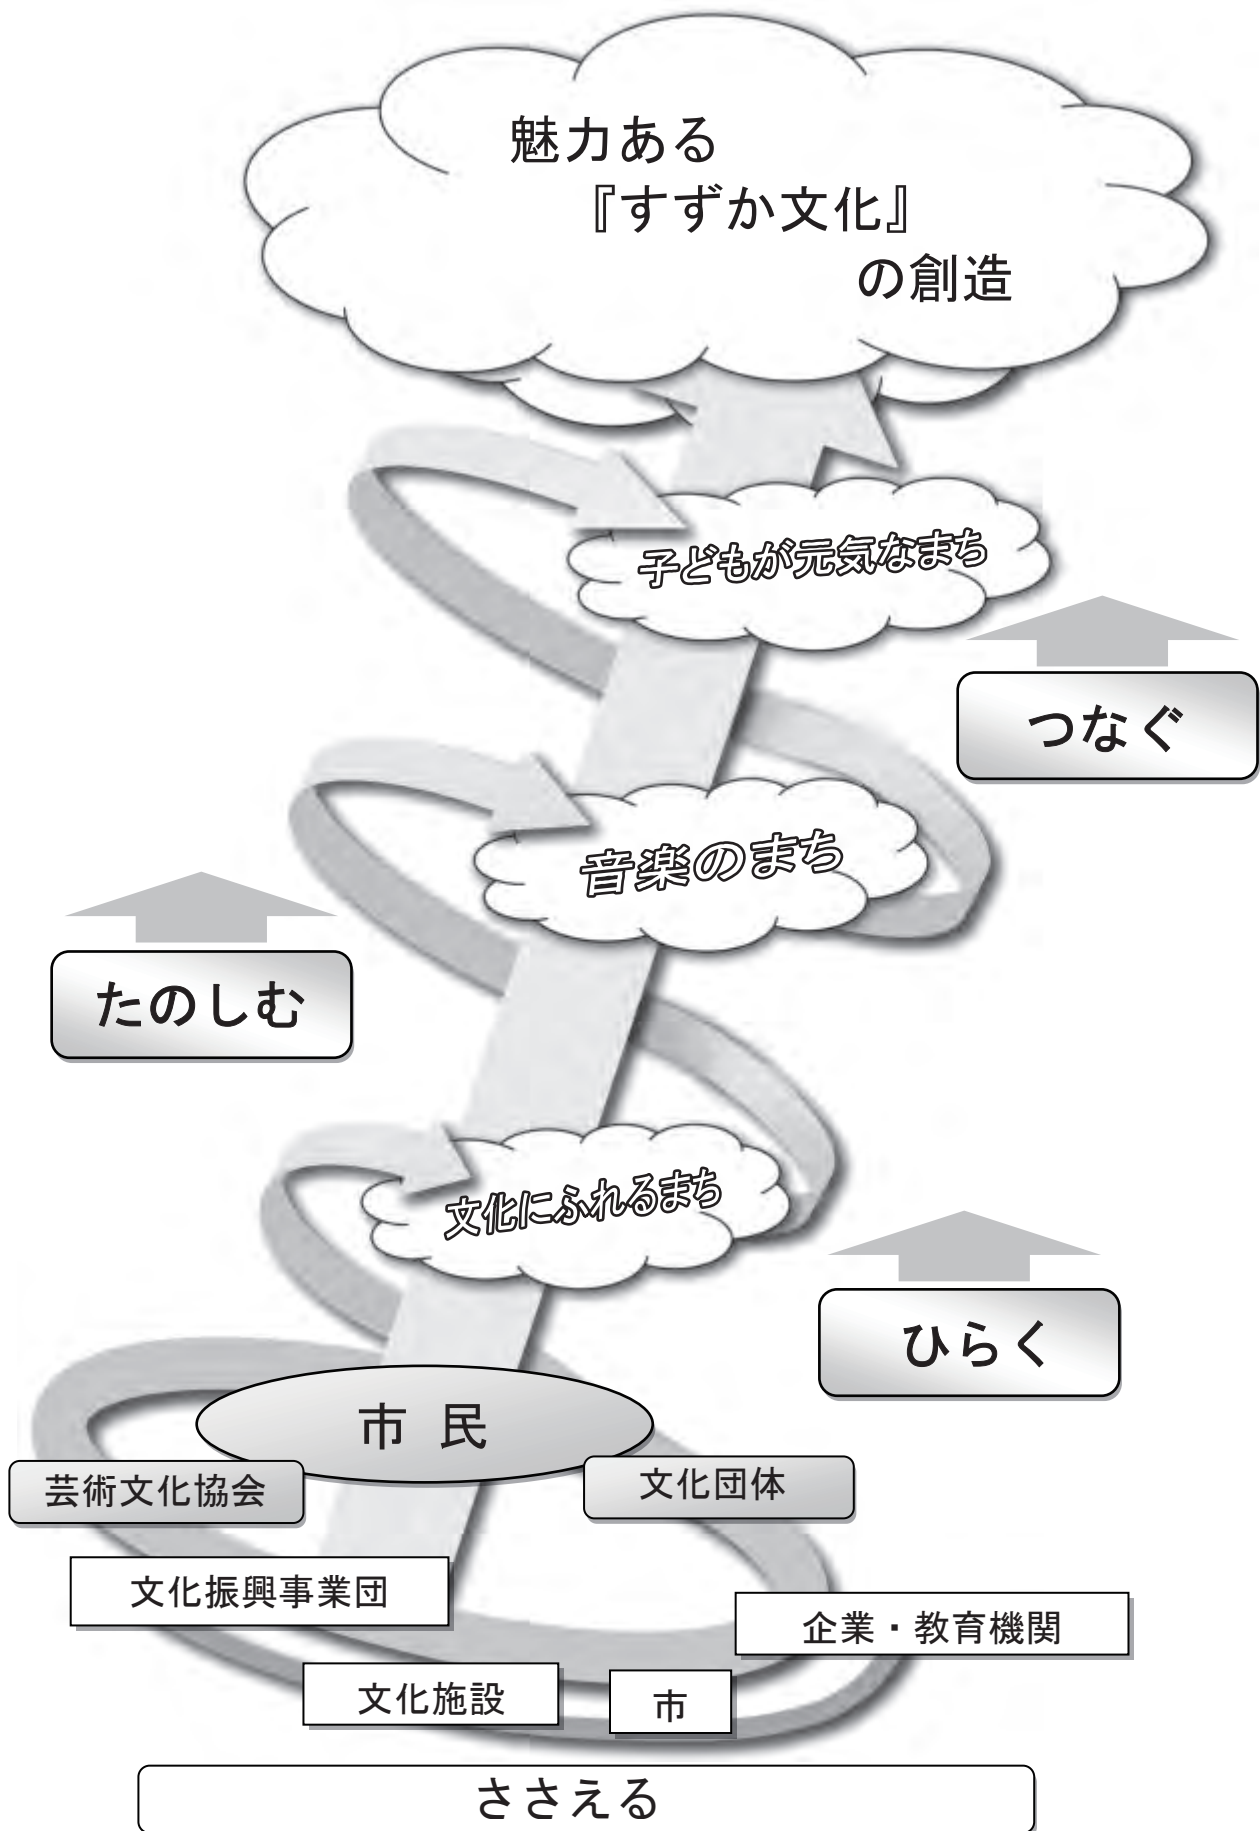 魅力ある
『すずか文化』
の創造
子どもが元気なまち
つなぐ
音楽のまち
たのしむ
文化にふれるまち
ひらく
市 民
芸術文化協会
文化団体
文化振興事業団
企業・教育機関
文化施設
市
ささえる